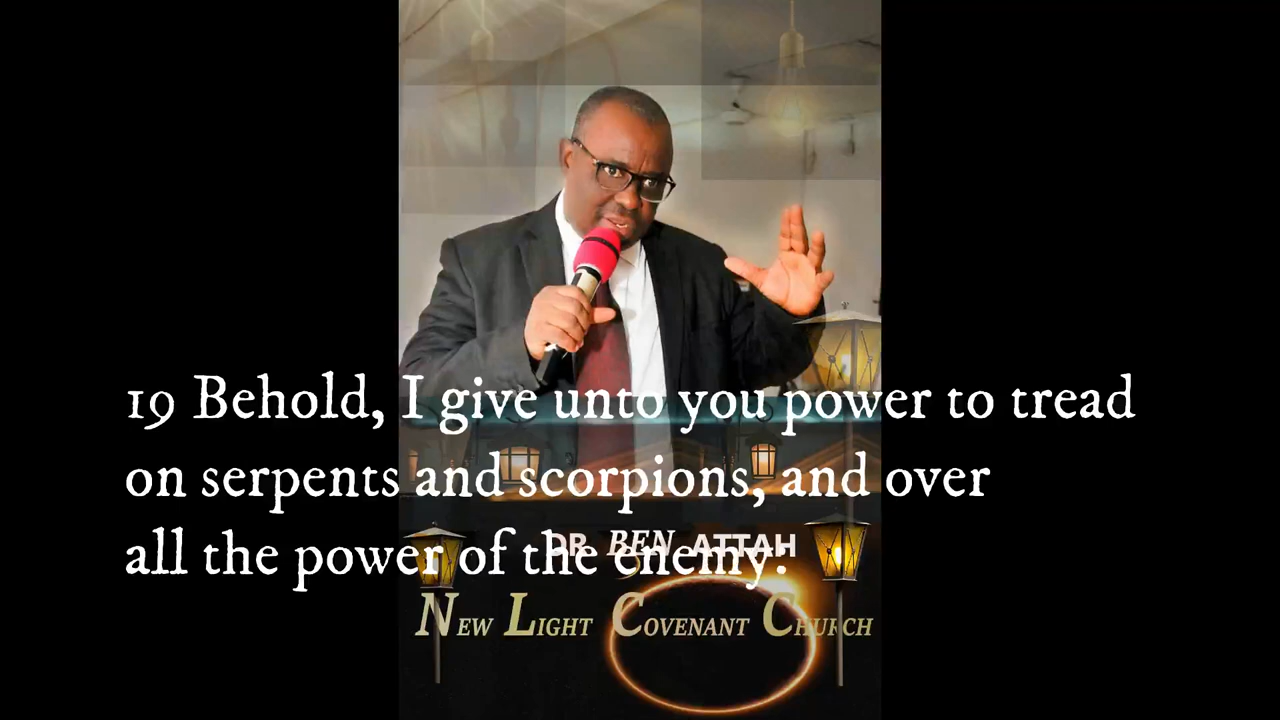 19 Behold, I give unto you power to tread
on serpents and scorpions, and over
all the power of the enemy:
DR BEN ATTAH
NEW LIGHT COVENANT CHURCH